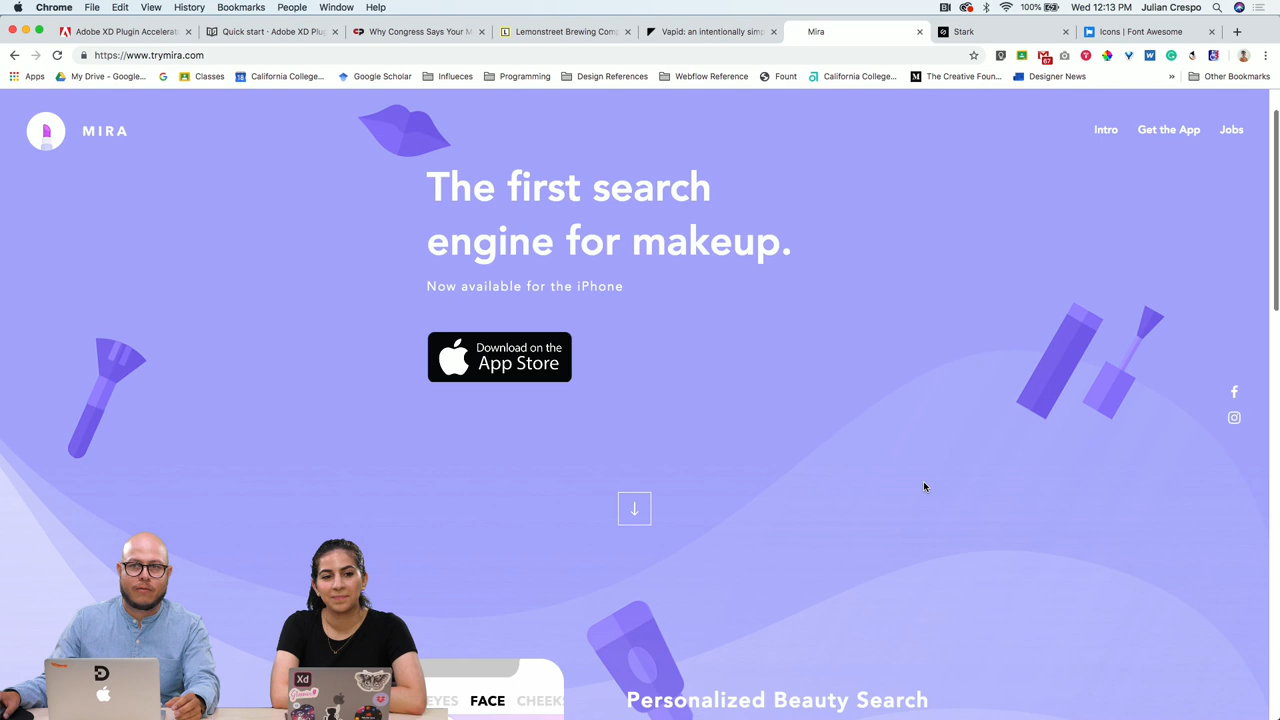 Chrome File Edit View History Bookmarks People Window Help 100% Wed 12:13 PM Julian Crespo
Adobe XD Plugin Accelerat Quick start - Adobe XD Plu Why Congress Says Your M Lemonstreet Brewing Com Vapid: an intentionally simp Mira Stark Icons | Font Awesome
https://www.trymira.com
67
Apps My Drive - Google... Classes California College... Google Scholar Influeces Programming Design References Webflow Reference Fount California College... The Creative Foun... Designer News » Other Bookmarks
MIRA
Intro Get the App Jobs
The first search
engine for makeup.
Now available for the iPhone
Download on the
App Store
EYES FACE CHEEKS
Personalized Beauty Search
Xd